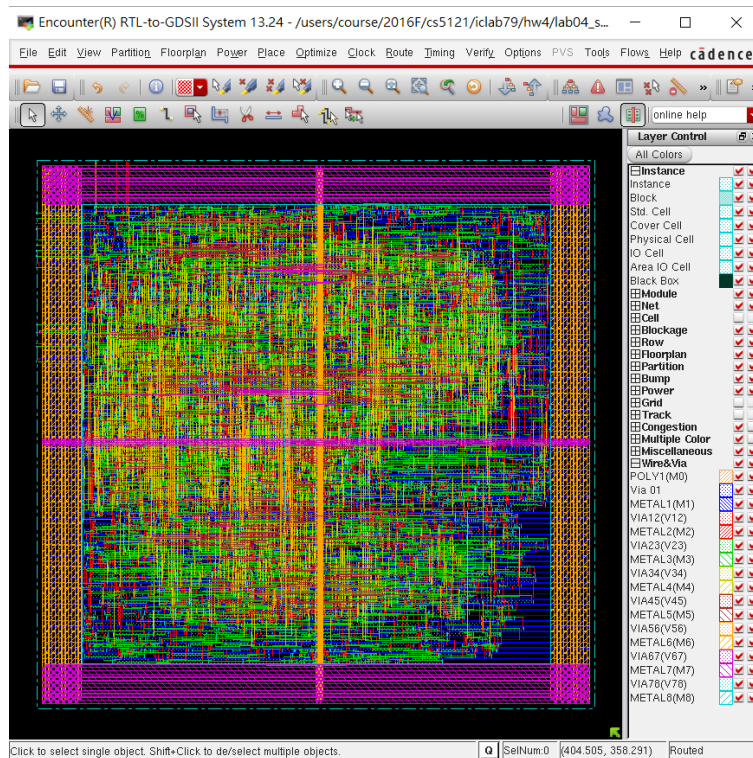 Encounter(R) RTL-to-GDSII System 13.24 - /users/course/2016F/cs5121/iclab79/hw4/lab04_s...
File Edit View Partition Floorplan Power Place Optimize Clock Route Timing Verify Options PVS Tools Flows Help cādence
» »
online help
Layer Control
All Colors
Instance
Instance
Block
Std. Cell
Cover Cell
Physical Cell
IO Cell
Area IO Cell
Black Box
Module
Net
Cell
Blockage
Row
Floorplan
Partition
Bump
Power
Grid
Track
Congestion
Multiple Color
Miscellaneous
Wire&Via
POLY1(M0)
Via 01
METAL1(M1)
VIA12(V12)
METAL2(M2)
VIA23(V23)
METAL3(M3)
VIA34(V34)
METAL4(M4)
VIA45(V45)
METAL5(M5)
VIA56(V56)
METAL6(M6)
VIA67(V67)
METAL7(M7)
VIA78(V78)
METAL8(M8)
Click to select single object. Shift+Click to de/select multiple objects. Q SelNum:0 (404.505, 358.291) Routed